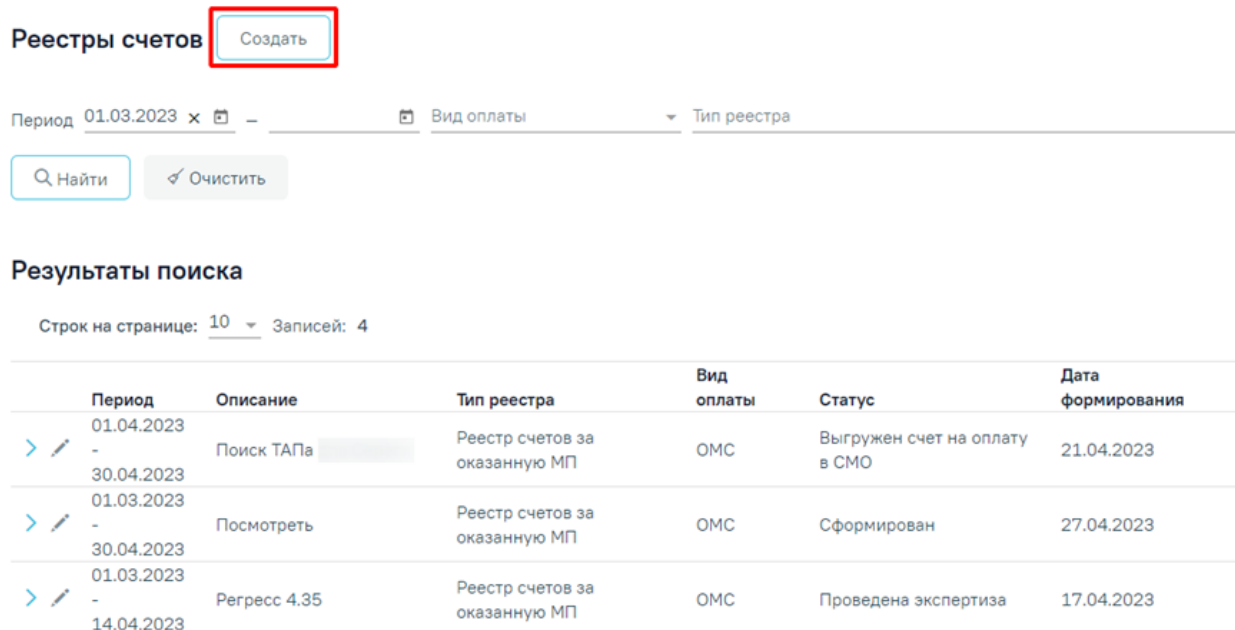 Реестры счетов Создать
Период 01.03.2023 × – Вид оплаты Тип реестра
Найти Очистить
Результаты поиска
Строк на странице: 10 Записей: 4
Вид Дата
Период Описание Тип реестра оплаты Статус формирования
01.04.2023
Реестр счетов за Выгружен счет на оплату
- Поиск ТАПа ОМС 21.04.2023
оказанную МП в СМО
30.04.2023
01.03.2023
Реестр счетов за
- Посмотреть ОМС Сформирован 27.04.2023
оказанную МП
30.04.2023
01.03.2023
Реестр счетов за
- Регресс 4.35 ОМС Проведена экспертиза 17.04.2023
оказанную МП
14.04.2023